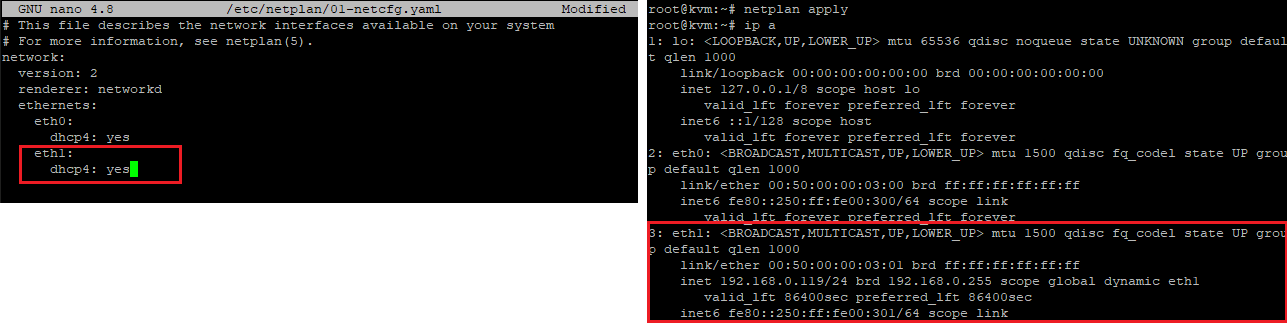 GNU nano 4.8 /etc/netplan/01-netcfg.yaml Modified
# This file describes the network interfaces available on your system
# For more information, see netplan(5).
network:
version: 2
renderer: networkd
ethernets:
eth0:
dhcp4: yes
eth1:
dhcp4: yes
root@kvm:~# netplan apply
root@kvm:~# ip a
1: lo: <LOOPBACK,UP,LOWER_UP> mtu 65536 qdisc noqueue state UNKNOWN group defaul
t qlen 1000
link/loopback 00:00:00:00:00:00 brd 00:00:00:00:00:00
inet 127.0.0.1/8 scope host lo
valid_lft forever preferred_lft forever
inet6 ::1/128 scope host
valid_lft forever preferred_lft forever
2: eth0: <BROADCAST,MULTICAST,UP,LOWER_UP> mtu 1500 qdisc fq_codel state UP grou
p default qlen 1000
link/ether 00:50:00:00:03:00 brd ff:ff:ff:ff:ff:ff
inet6 fe80::250:ff:fe00:300/64 scope link
valid_lft forever preferred_lft forever
3: eth1: <BROADCAST,MULTICAST,UP,LOWER_UP> mtu 1500 qdisc fq_codel state UP grou
p default qlen 1000
link/ether 00:50:00:00:03:01 brd ff:ff:ff:ff:ff:ff
inet 192.168.0.119/24 brd 192.168.0.255 scope global dynamic eth1
valid_lft 86400sec preferred_lft 86400sec
inet6 fe80::250:ff:fe00:301/64 scope link